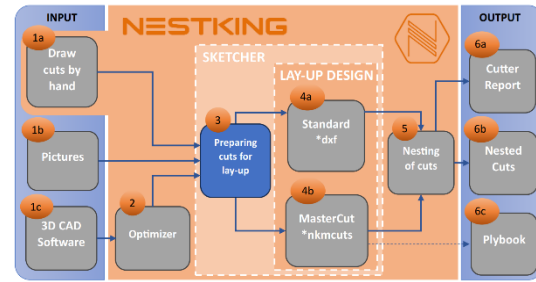 INPUT
NESTKING
OUTPUT
1a
Draw
cuts by
hand
SKETCHER
LAY-UP DESIGN
6a
Cutter
Report
4a
Standard
*dxf
3
Preparing
cuts for
lay-up
5
Nesting
of cuts
1b
Pictures
6b
Nested
Cuts
1c
3D CAD
Software
2
Optimizer
4b
MasterCut
*nkmcuts
6c
Plybook